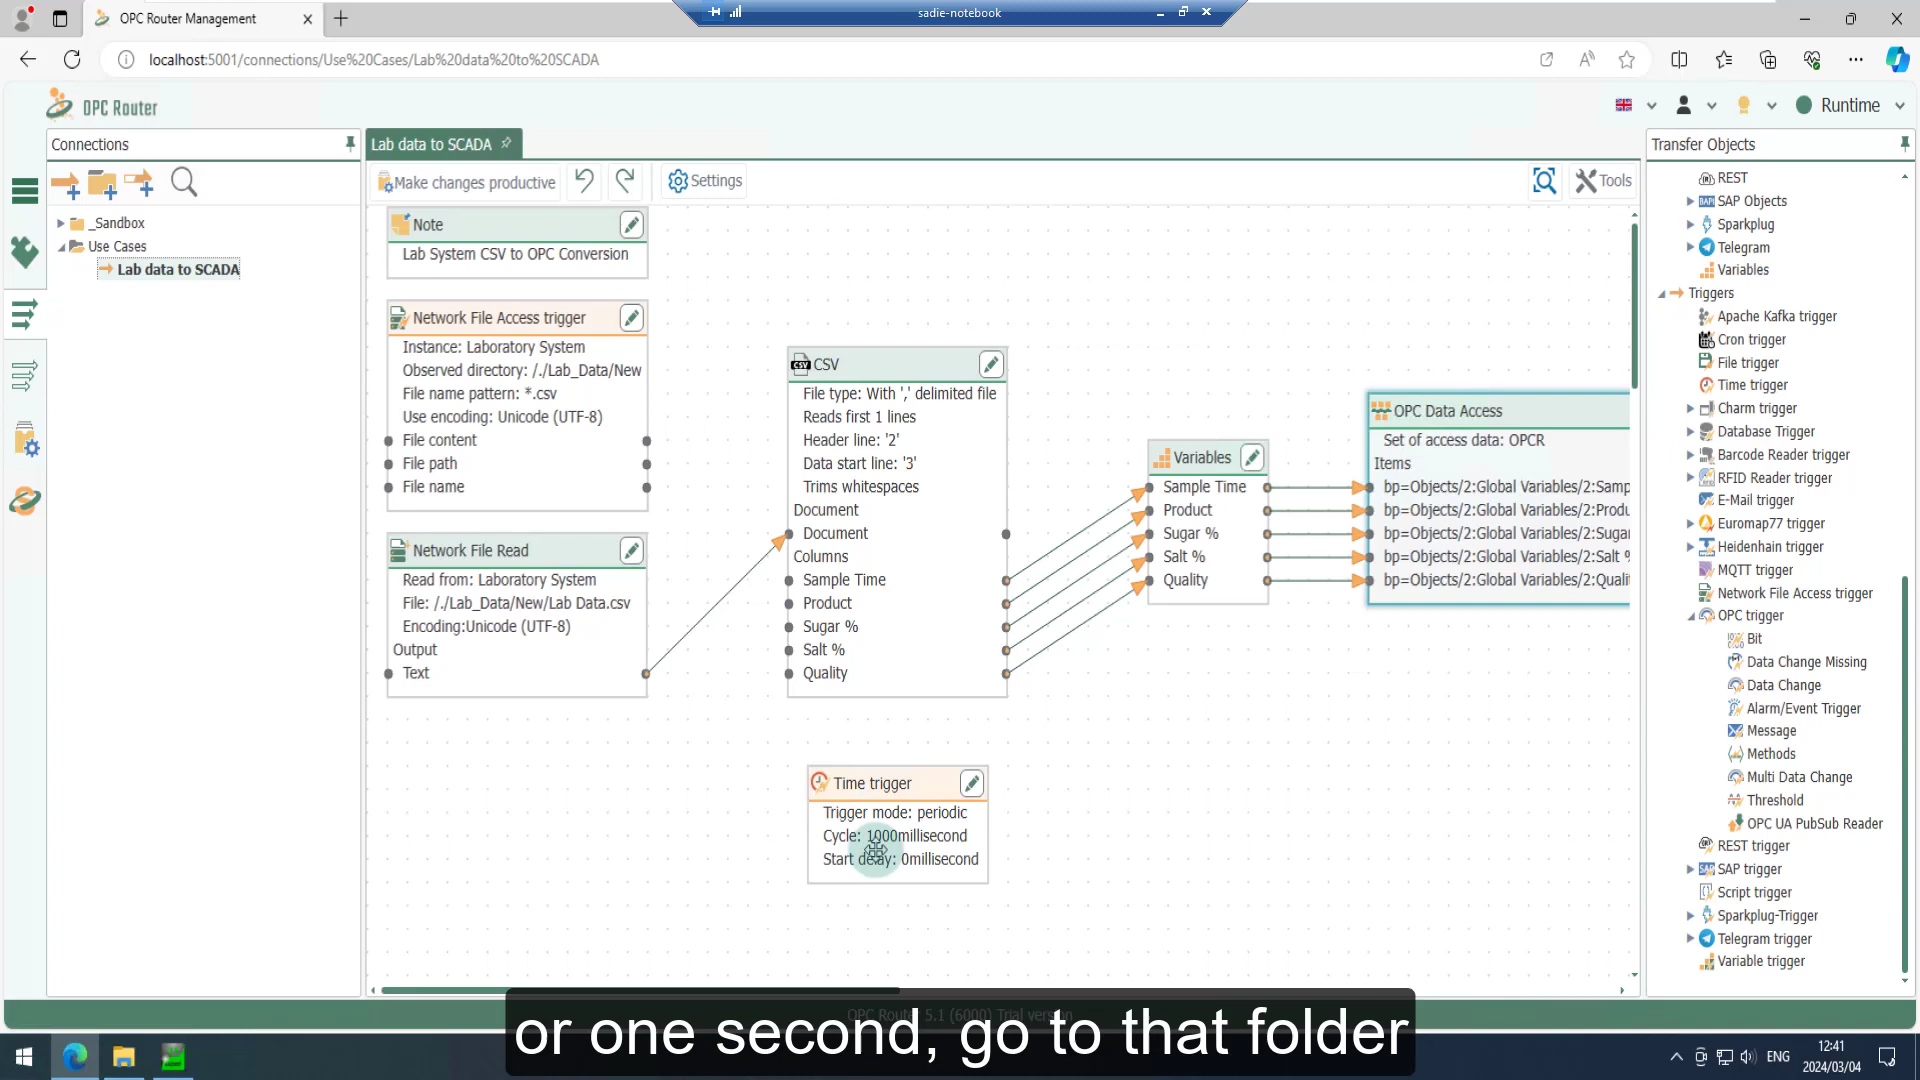 OPC Router Management
sadie-notebook
localhost:5001/connections/Use%20Cases/Lab%20data%20to%20SCADA
OPC Router
Runtime
Connections
_Sandbox
Use Cases
Lab data to SCADA
Lab data to SCADA
Make changes productive
Settings
Tools
Note
Lab System CSV to OPC Conversion
Network File Access trigger
Instance: Laboratory System
Observed directory: /./Lab_Data/New
File name pattern: *.csv
Use encoding: Unicode (UTF-8)
File content
File path
File name
Network File Read
Read from: Laboratory System
File: /./Lab_Data/New/Lab Data.csv
Encoding:Unicode (UTF-8)
Output
Text
CSV
File type: With ',' delimited file
Reads first 1 lines
Header line: '2'
Data start line: '3'
Trims whitespaces
Document
Document
Columns
Sample Time
Product
Sugar %
Salt %
Quality
Time trigger
Trigger mode: periodic
Cycle: 1000millisecond
Start delay: 0millisecond
Variables
Sample Time
Product
Sugar %
Salt %
Quality
OPC Data Access
Set of access data: OPCR
Items
bp=Objects/2:Global Variables/2:Samp
bp=Objects/2:Global Variables/2:Produ
bp=Objects/2:Global Variables/2:Sugar
bp=Objects/2:Global Variables/2:Salt %
bp=Objects/2:Global Variables/2:Quali
Transfer Objects
REST
SAP Objects
Sparkplug
Telegram
Variables
Triggers
Apache Kafka trigger
Cron trigger
File trigger
Time trigger
Charm trigger
Database Trigger
Barcode Reader trigger
RFID Reader trigger
E-Mail trigger
Euromap77 trigger
Heidenhain trigger
MQTT trigger
Network File Access trigger
OPC trigger
Bit
Data Change Missing
Data Change
Alarm/Event Trigger
Message
Methods
Multi Data Change
Threshold
OPC UA PubSub Reader
REST trigger
SAP trigger
Script trigger
Sparkplug-Trigger
Telegram trigger
Variable trigger
OPC Router 5.1 (6000) Trial version
or one second, go to that folder
ENG
12:41
2024/03/04